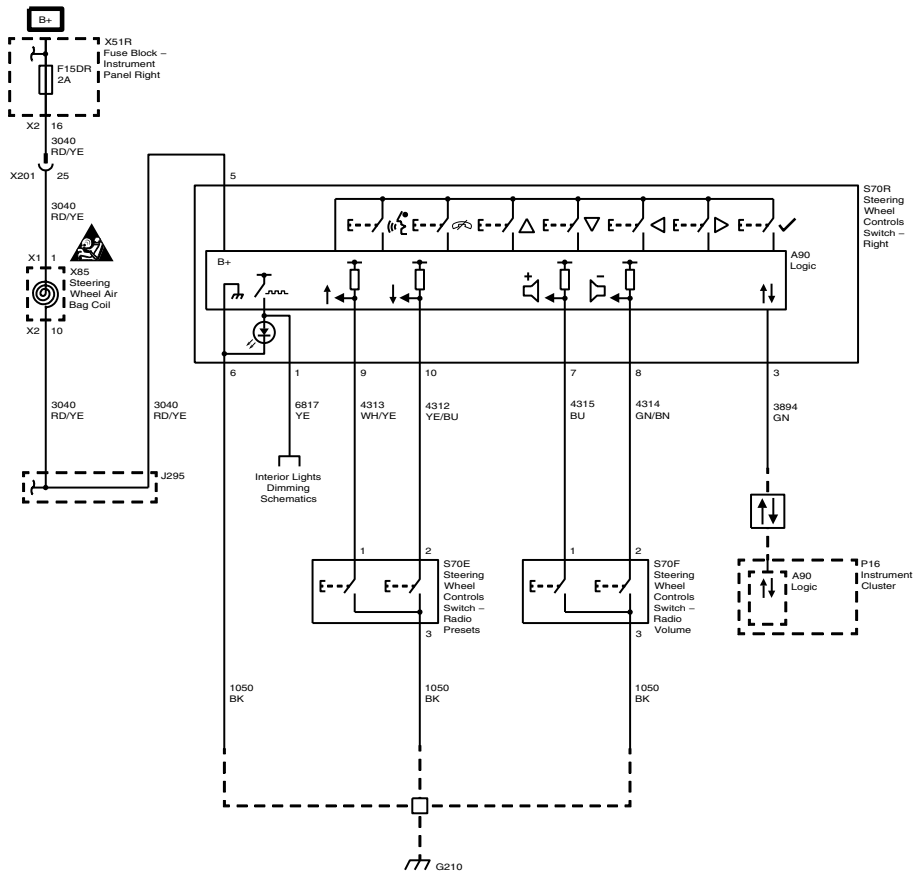 B+
X51R
Fuse Block –
Instrument
Panel Right
F15DR
2A
X2 16
3040
RD/YE
X201 25
3040
RD/YE
X1 1
X85
Steering
Wheel Air
Bag Coil
X2 10
3040
RD/YE
3040
RD/YE
J295
5
S70R
Steering
Wheel
Controls
Switch –
Right
B+
A90
Logic
+
–
6
1
9
10
7
8
3
6817
YE
4313
WH/YE
4312
YE/BU
4315
BU
4314
GN/BN
3894
GN
Interior Lights
Dimming
Schematics
1
2
S70E
Steering
Wheel
Controls
Switch –
Radio
Presets
3
1
2
S70F
Steering
Wheel
Controls
Switch –
Radio
Volume
3
A90
Logic
P16
Instrument
Cluster
1050
BK
1050
BK
1050
BK
G210